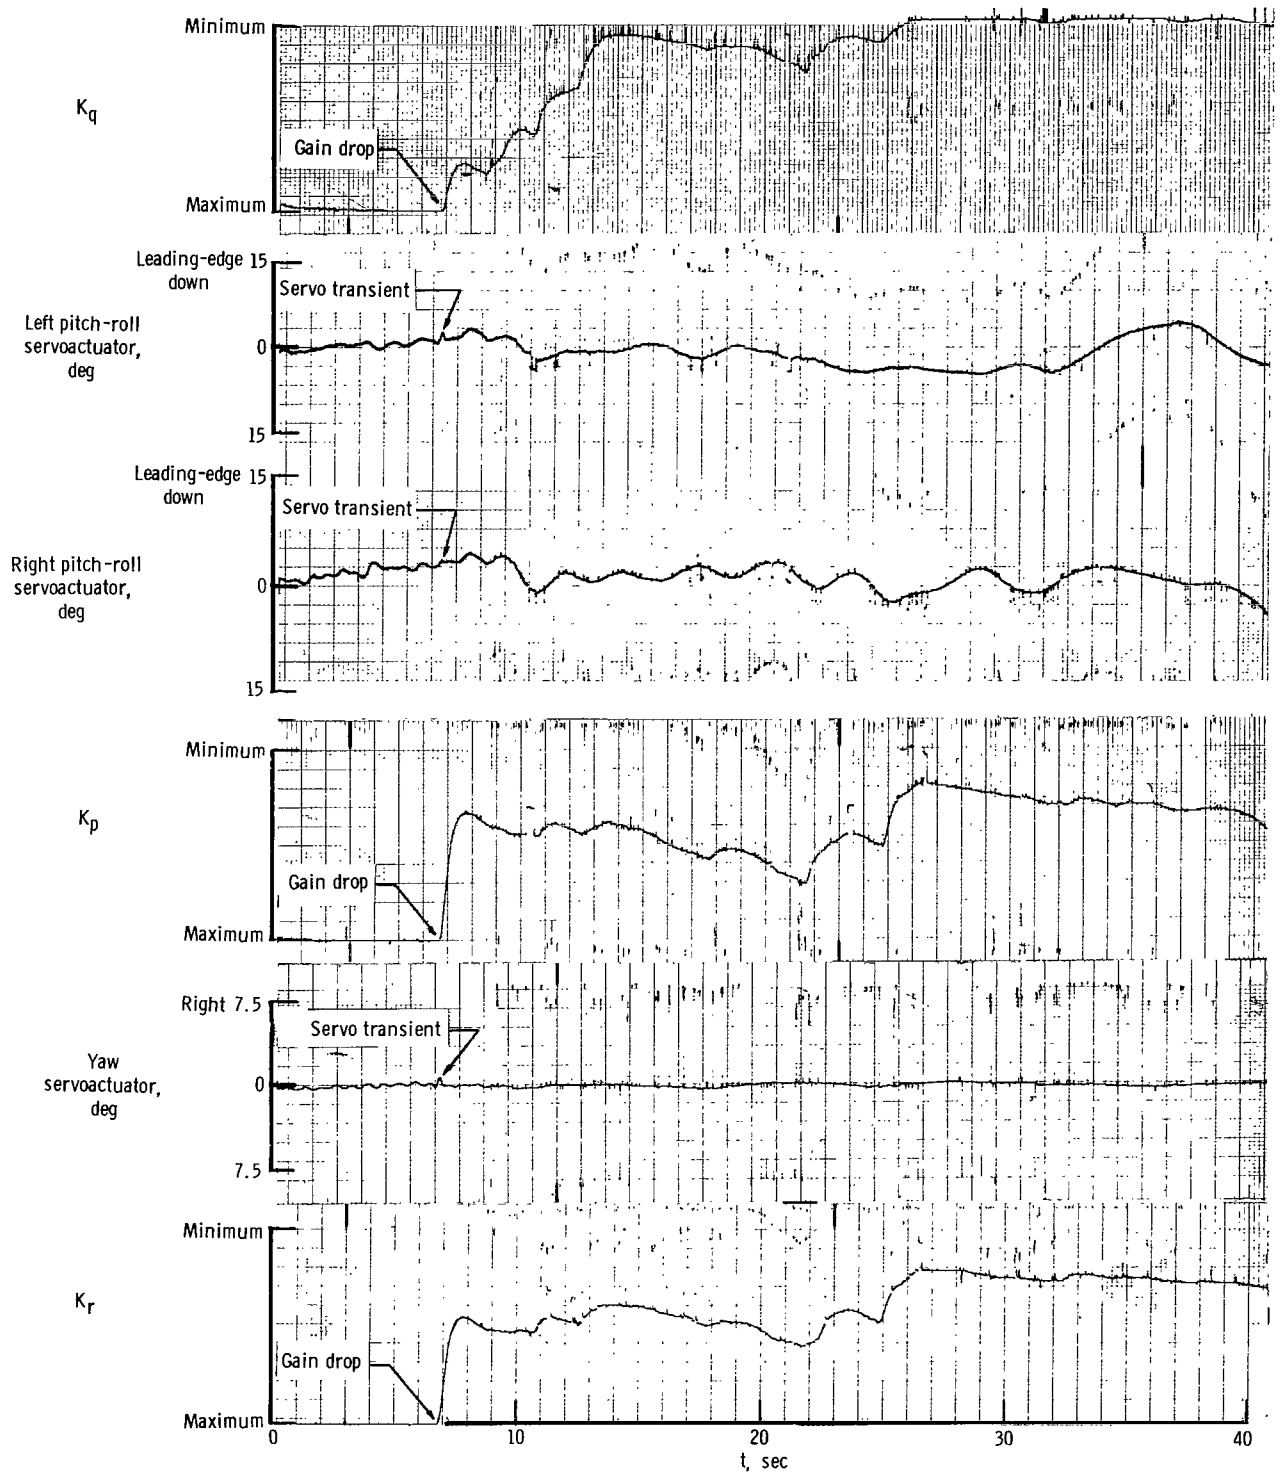 Minimum
Kq
Gain drop
Maximum
Leading-edge 15
down
Servo transient
Left pitch-roll
servoactuator,
deg
0
15
Leading-edge 15
down
Servo transient
Right pitch-roll
servoactuator,
deg
0
15
Minimum
Kp
Gain drop
Maximum
Right 7.5
Servo transient
Yaw
servoactuator,
deg
0
7.5
Minimum
Kr
Gain drop
Maximum
0 10 20 30 40
t, sec